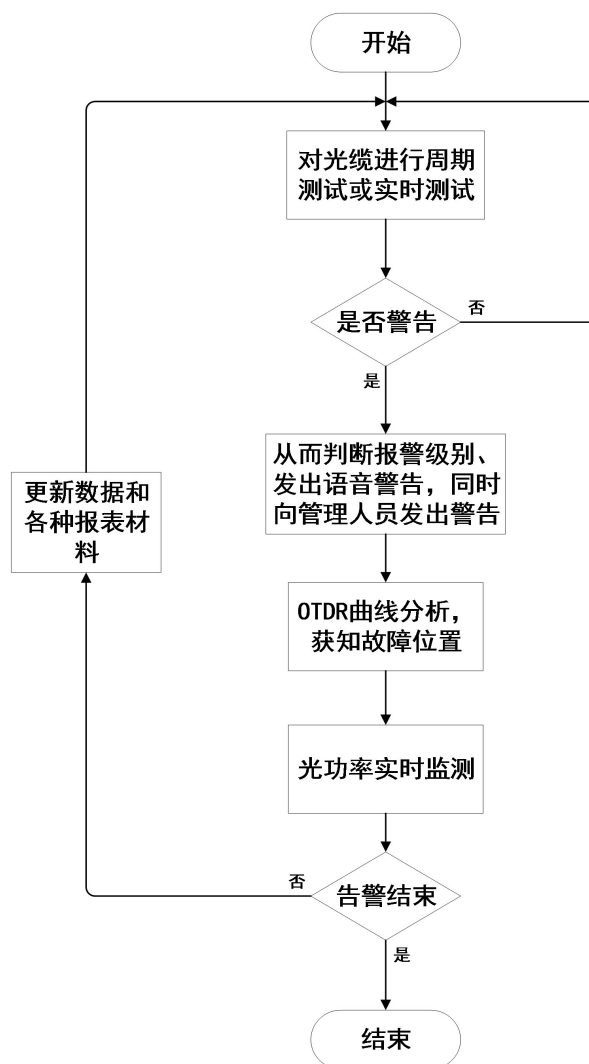 开始
对光缆进行周期
测试或实时测试
是否警告
否
是
从而判断报警级别、
发出语音警告，同时
向管理人员发出警告
更新数据和
各种报表材
料
OTDR曲线分析，
获知故障位置
光功率实时监测
否
告警结束
是
结束